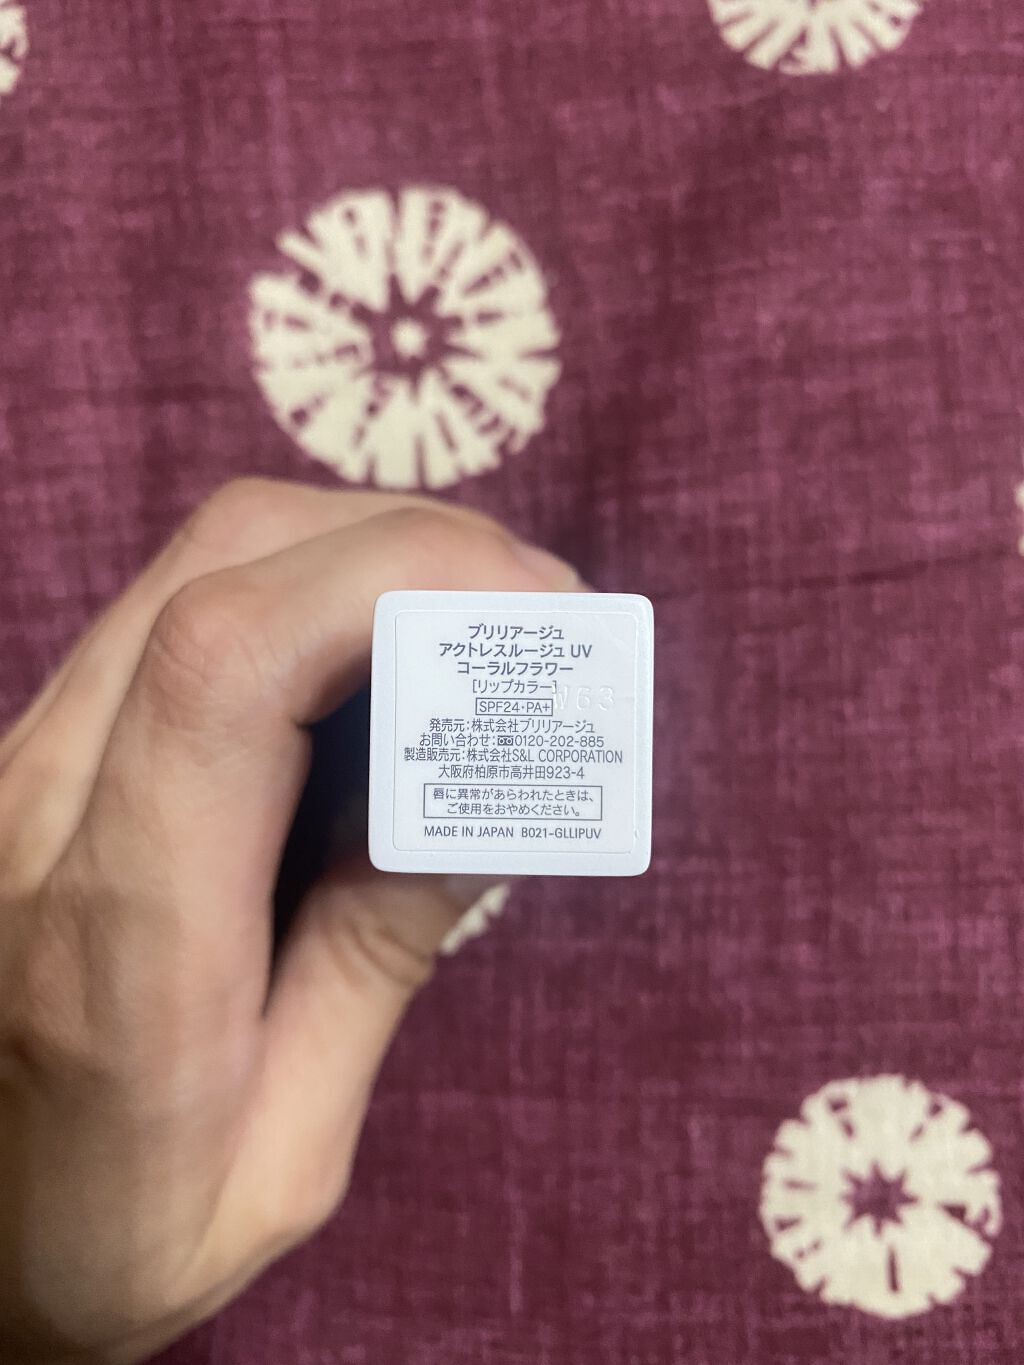 ブリリアージュ
アクトレスルージュ UV
コーラルフラワー
[リップカラー]
W63
SPF24・PA+
発売元:株式会社ブリリアージュ
お問い合わせ:0120-202-885
製造販売元:株式会社S&L CORPORATION
大阪府柏原市高井田923-4
唇に異常があらわれたときは、
ご使用をおやめください。
MADE IN JAPAN B021-GLLIPUV